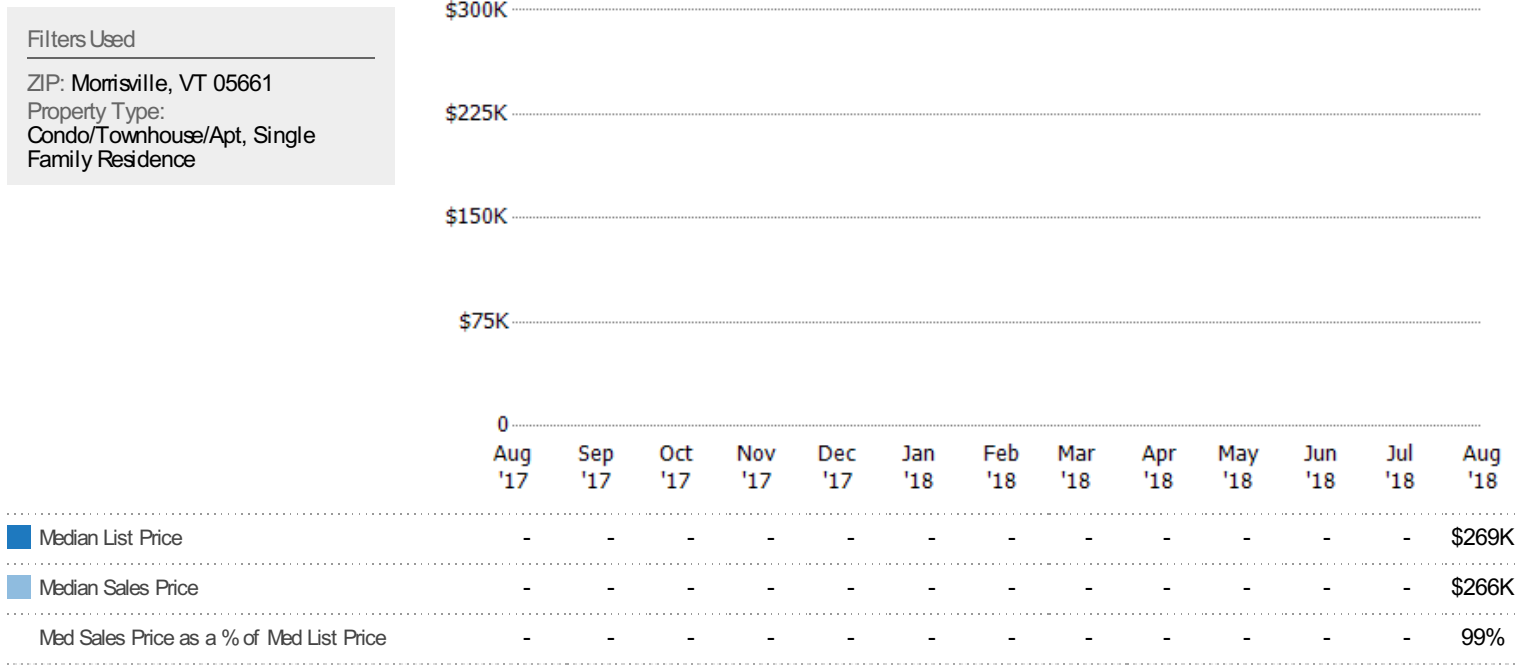 Filters Used
ZIP: Morrisville, VT 05661
Property Type:
Condo/Townhouse/Apt, Single
Family Residence
$300K
$225K
$150K
$75K
0
Aug Sep Oct Nov Dec Jan Feb Mar Apr May Jun Jul Aug
'17 '17 '17 '17 '17 '18 '18 '18 '18 '18 '18 '18 '18
Median List Price - - - - - - - - - - - - $269K
Median Sales Price - - - - - - - - - - - - $266K
Med Sales Price as a % of Med List Price - - - - - - - - - - - - 99%